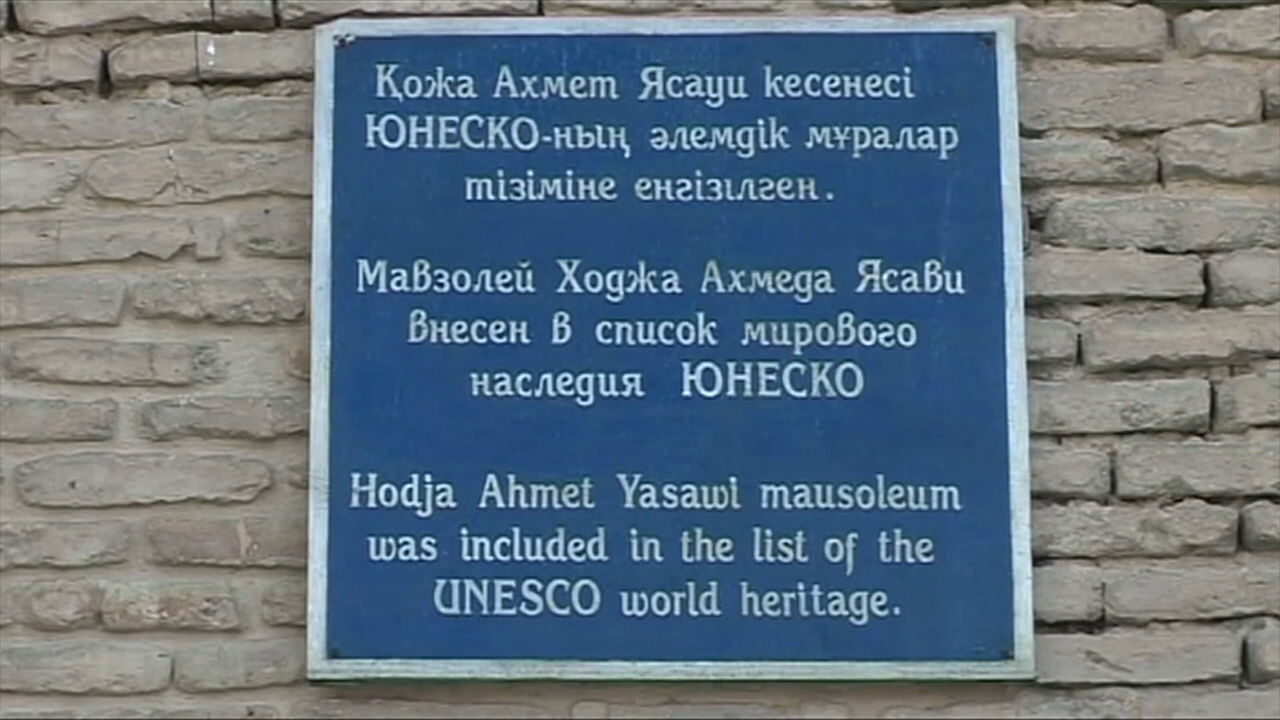 Қожа Ахмет Ясауи кесенесі
ЮНЕСКО-ның әлемдік мұралар
тізіміне енгізілген.
Мавзолей Ходжа Ахмеда Ясави
внесен в список мирового
наследия ЮНЕСКО
Hodja Ahmet Yasawi mausoleum
was included in the list of the
UNESCO world heritage.